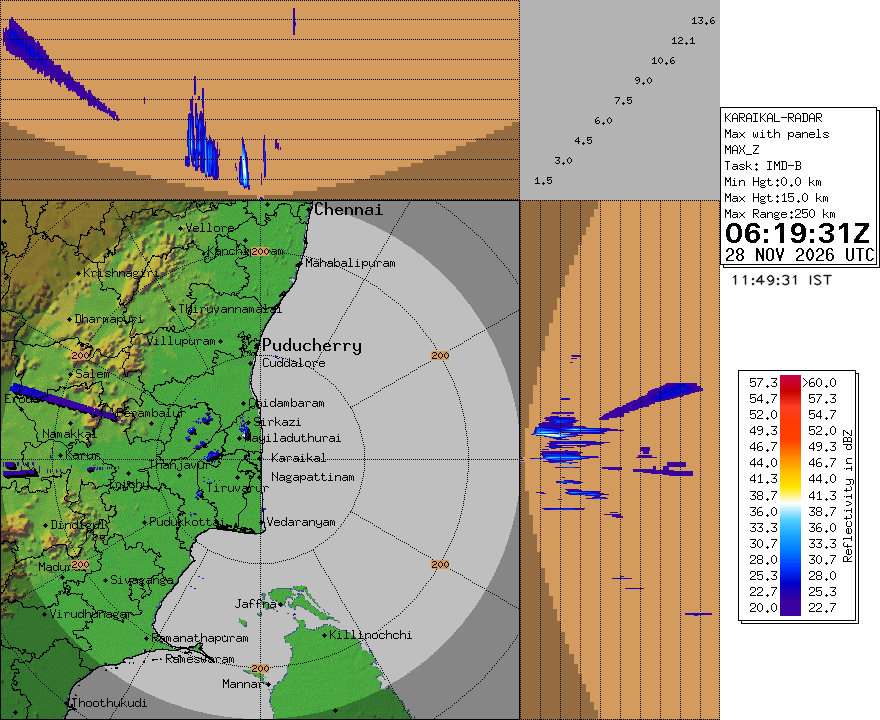 13.6
12.1
10.6
9.0
7.5
6.0
4.5
3.0
1.5
KARAIKAL-RADAR
Max with panels
MAX_Z
Task: IMD-B
Min Hgt:0.0 km
Max Hgt:15.0 km
Max Range:250 km
06:19:31Z
28 NOV 2026 UTC
11:49:31 IST
Chennai
Vellore
200
Mahabalipuram
Krishnagiri
Thiruvannamalai
Dharmapuri
Villupuram
Puducherry
200
200
Cuddalore
Salem
Erode
Perambalur
Chidambaram
Sirkazi
Namakkal
Mayiladuthurai
Karur
Thanjavur
Karaikal
Nagapattinam
Tiruvarur
Dindigul
Pudukkottai
Vedaranyam
200
200
Madurai
Sivaganga
Jaffna
Virudhunagar
Ramanathapuram
Killinochchi
Rameswaram
200
Mannar
Thoothukudi
57.3 >60.0
54.7 57.3
52.0 54.7
49.3 52.0
46.7 49.3
44.0 46.7
41.3 44.0
38.7 41.3
36.0 38.7
33.3 36.0
30.7 33.3
28.0 30.7
25.3 28.0
22.7 25.3
20.0 22.7
Reflectivity in dBZ